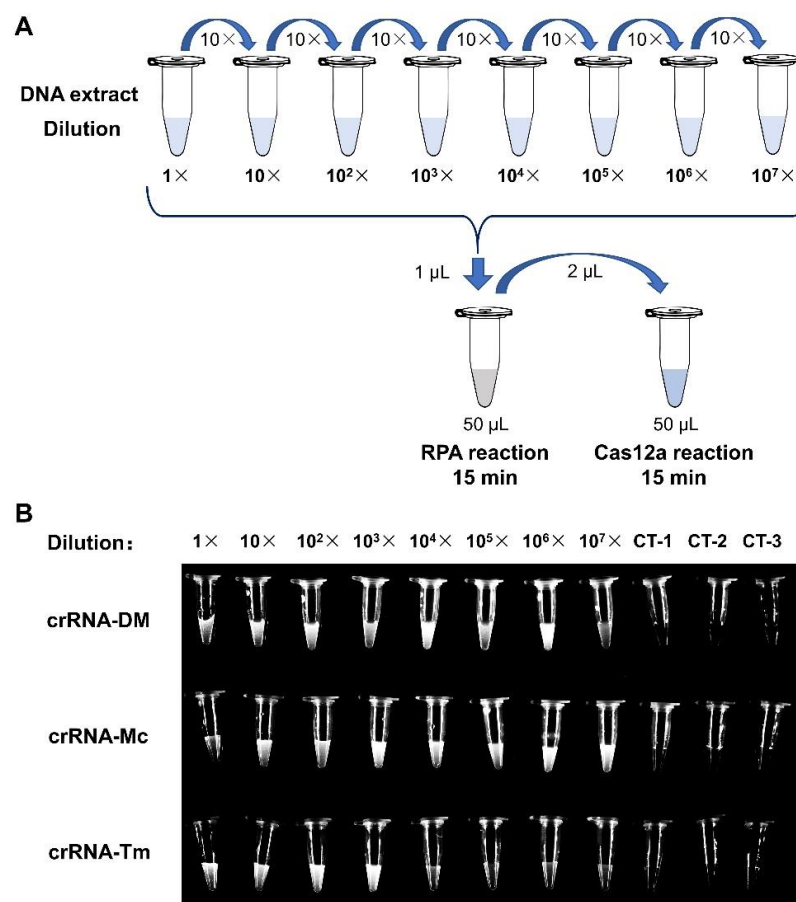 A
10× 10× 10× 10× 10× 10× 10×
DNA extract
Dilution
1× 10× 10²× 10³× 10⁴× 10⁵× 10⁶× 10⁷×
1 μL 2 μL
50 μL 50 μL
RPA reaction Cas12a reaction
15 min 15 min
B
Dilution: 1× 10× 10²× 10³× 10⁴× 10⁵× 10⁶× 10⁷× CT-1 CT-2 CT-3
crRNA-DM
crRNA-Mc
crRNA-Tm